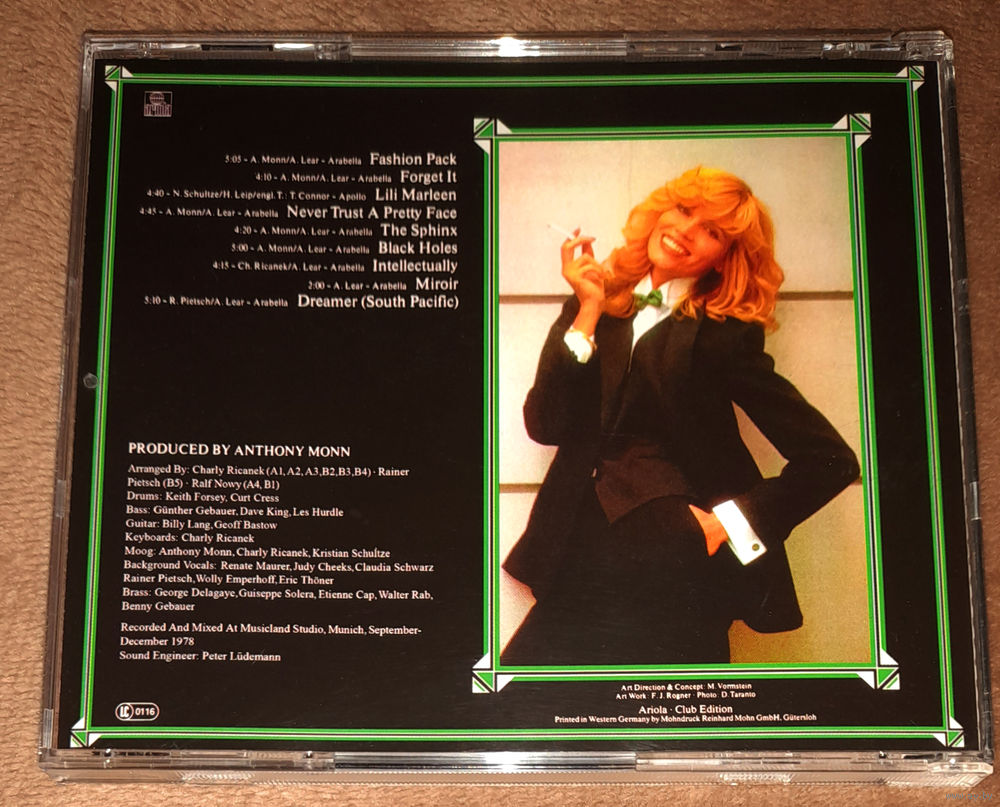 5:05 - A. Monn/A. Lear - Arabella Fashion Pack
4:10 - A. Monn/A. Lear - Arabella Forget It
4:40 - N. Schultze/H. Leip/engl. T.: T. Connor - Apollo Lili Marleen
4:45 - A. Monn/A. Lear - Arabella Never Trust A Pretty Face
4:20 - A. Monn/A. Lear - Arabella The Sphinx
5:00 - A. Monn/A. Lear - Arabella Black Holes
4:15 - Ch. Ricanek/A. Lear - Arabella Intellectually
2:00 - A. Lear - Arabella Miroir
5:10 - R. Pietsch/A. Lear - Arabella Dreamer (South Pacific)
PRODUCED BY ANTHONY MONN
Arranged By: Charly Ricanek (A1, A2, A3, B2, B3, B4) · Rainer
Pietsch (B5) · Ralf Nowy (A4, B1)
Drums: Keith Forsey, Curt Cress
Bass: Günther Gebauer, Dave King, Les Hurdle
Guitar: Billy Lang, Geoff Bastow
Keyboards: Charly Ricanek
Moog: Anthony Monn, Charly Ricanek, Kristian Schultze
Background Vocals: Renate Maurer, Judy Cheeks, Claudia Schwarz
Rainer Pietsch, Wolly Emperhoff, Eric Thöner
Brass: George Delagaye, Guiseppe Solera, Etienne Cap, Walter Rab,
Benny Gebauer
Recorded And Mixed At Musicland Studio, Munich, September-
December 1978
Sound Engineer: Peter Lüdemann
LC 0116
Art Direction & Concept: M. Vormstein
Art Work: F. J. Rogner · Photo: D. Taranto
Ariola · Club Edition
Printed in Western Germany by Mohndruck Reinhard Mohn GmbH, Gütersloh